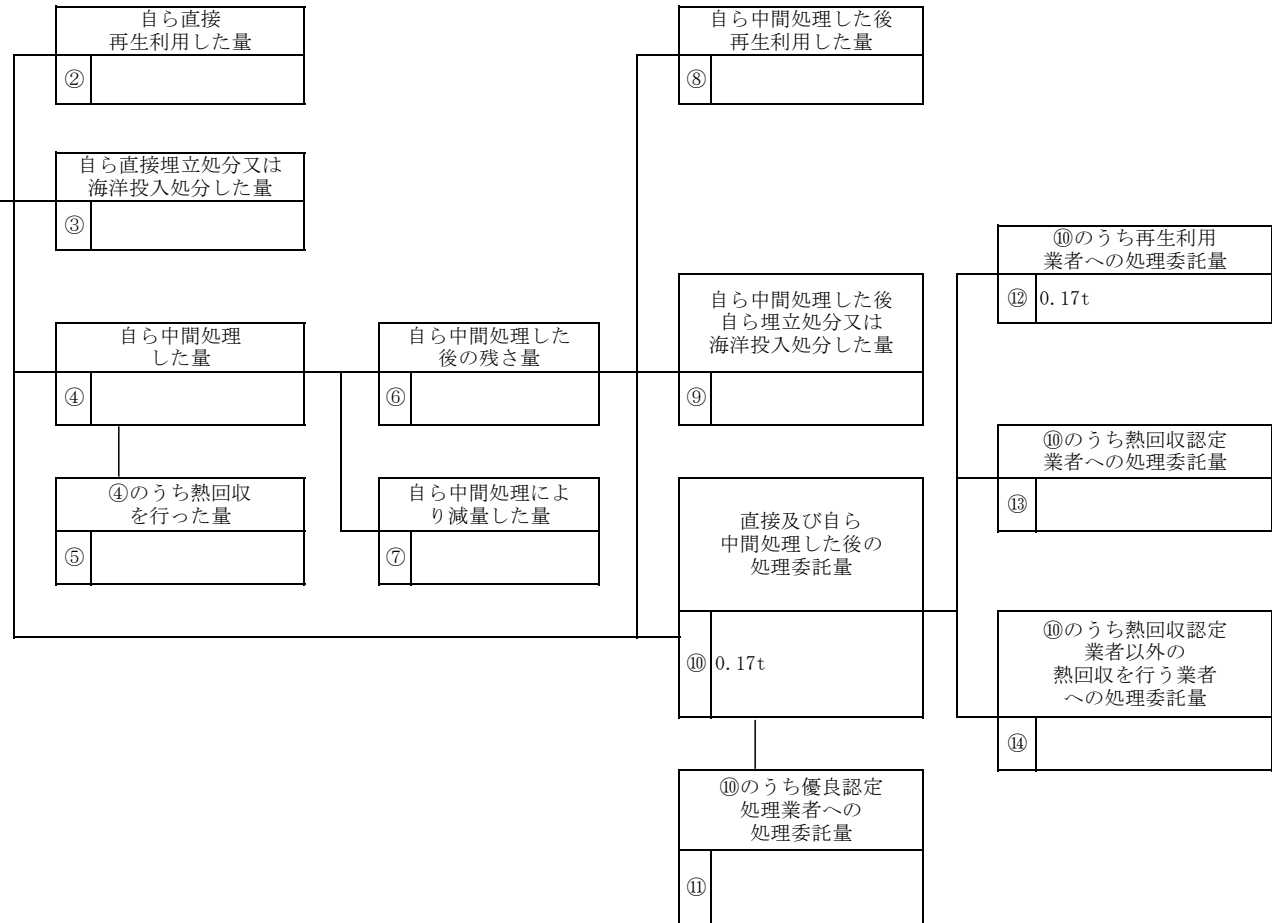 自ら直接
再生利用した量
②
自ら中間処理した後
再生利用した量
⑧
自ら直接埋立処分又は
海洋投入処分した量
③
⑩のうち再生利用
業者への処理委託量
⑫ 0.17t
自ら中間処理
した量
④
自ら中間処理した
後の残さ量
⑥
自ら中間処理した後
自ら埋立処分又は
海洋投入処分した量
⑨
⑩のうち熱回収認定
業者への処理委託量
⑬
④のうち熱回収
を行った量
⑤
自ら中間処理によ
り減量した量
⑦
直接及び自ら
中間処理した後の
処理委託量
⑩ 0.17t
⑩のうち熱回収認定
業者以外の
熱回収を行う業者
への処理委託量
⑭
⑩のうち優良認定
処理業者への
処理委託量
⑪